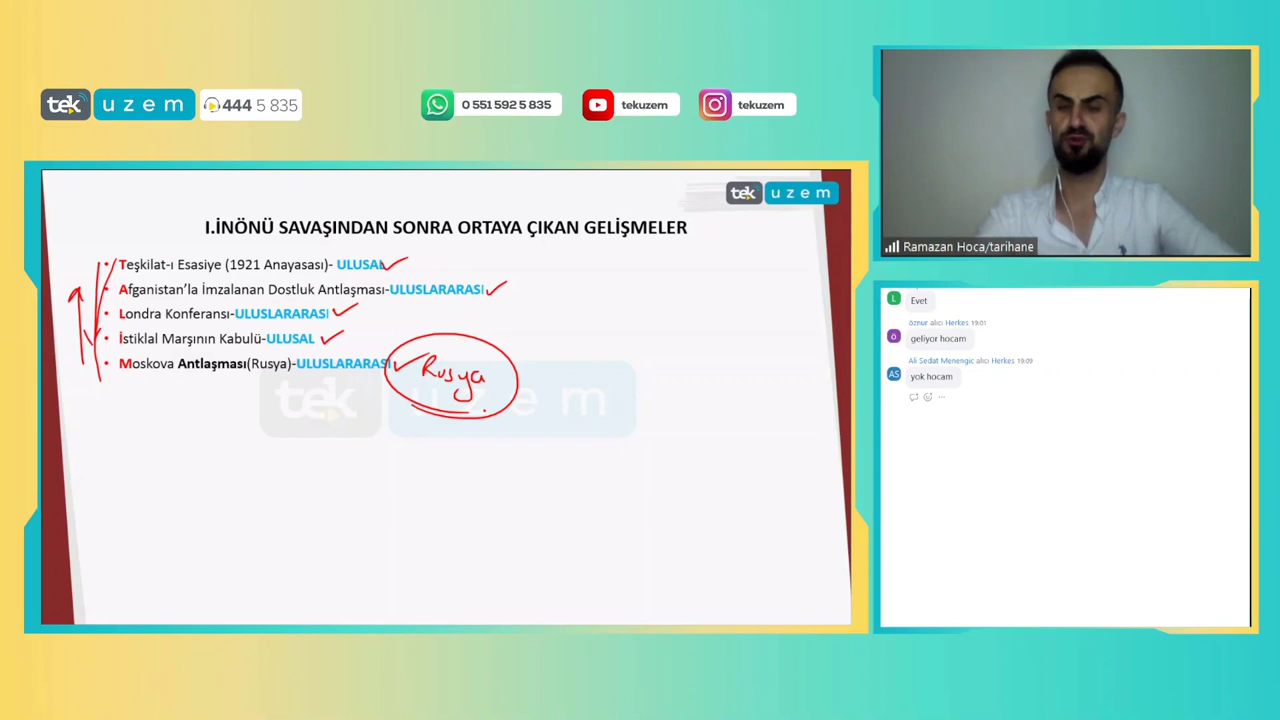 tek uzem 444 5 835
0 551 592 5 835
tekuzem
tekuzem
tek uzem
I.İNÖNÜ SAVAŞINDAN SONRA ORTAYA ÇIKAN GELİŞMELER
• Teşkilat-ı Esasiye (1921 Anayasası)- ULUSAL
• Afganistan'la İmzalanan Dostluk Antlaşması-ULUSLARARASI
• Londra Konferansı-ULUSLARARASI
• İstiklal Marşının Kabulü-ULUSAL
• Moskova Antlaşması(Rusya)-ULUSLARARASI
Rusya
tek uzem
Ramazan Hoca/tarihane
L
Evet
öznur alıcı Herkes 19:01
ö
geliyor hocam
Ali Sedat Menengic alıcı Herkes 19:09
AS
yok hocam